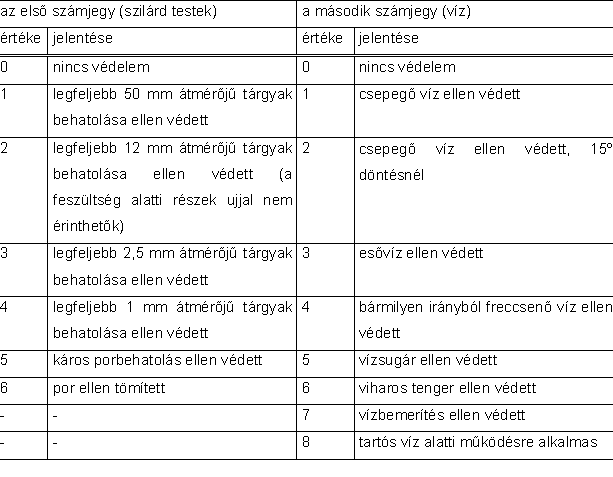 az első számjegy (szilárd testek) a második számjegy (víz)
értéke jelentése értéke jelentése
0 nincs védelem 0 nincs védelem
1 legfeljebb 50 mm átmérőjű tárgyak 1 csepegő víz ellen védett
behatolása ellen védett
2 legfeljebb 12 mm átmérőjű tárgyak 2 csepegő víz ellen védett, 15°
behatolása ellen védett (a döntésnél
feszültség alatti részek ujjal nem
érinthetők)
3 legfeljebb 2,5 mm átmérőjű tárgyak 3 esővíz ellen védett
behatolása ellen védett
4 legfeljebb 1 mm átmérőjű tárgyak 4 bármilyen irányból freccsenő víz ellen
behatolása ellen védett védett
5 káros porbehatolás ellen védett 5 vízsugár ellen védett
6 por ellen tömített 6 viharos tenger ellen védett
- - 7 vízbemerítés ellen védett
- - 8 tartós víz alatti működésre alkalmas